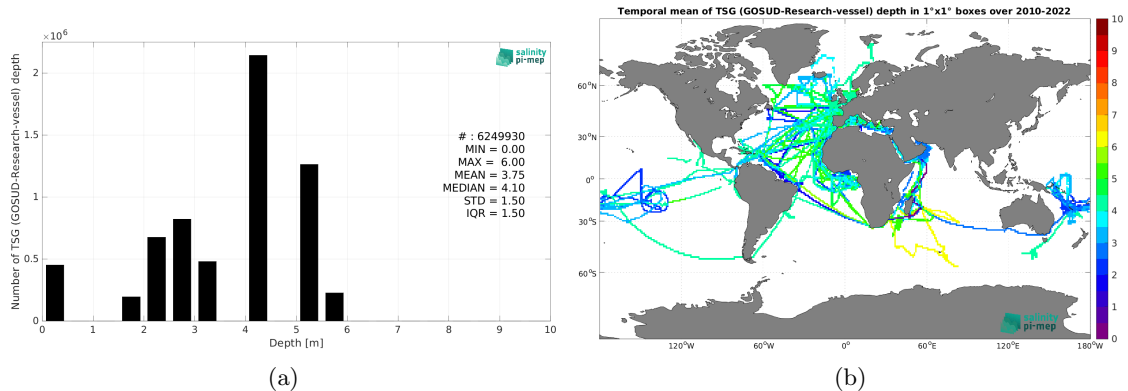 ×10⁶
2
1.5
1
0.5
0
Number of TSG (GOSUD-Research-vessel) depth
salinity
pi-mep
# : 6249930
MIN = 0.00
MAX = 6.00
MEAN = 3.75
MEDIAN = 4.10
STD = 1.50
IQR = 1.50
0 1 2 3 4 5 6 7 8 9 10
Depth [m]
(a)
Temporal mean of TSG (GOSUD-Research-vessel) depth in 1°x1° boxes over 2010-2022
60°N
30°N
0°
30°S
60°S
120°W 60°W 0° 60°E 120°E 180°W
salinity
pi-mep
10
9
8
7
6
5
4
3
2
1
0
(b)